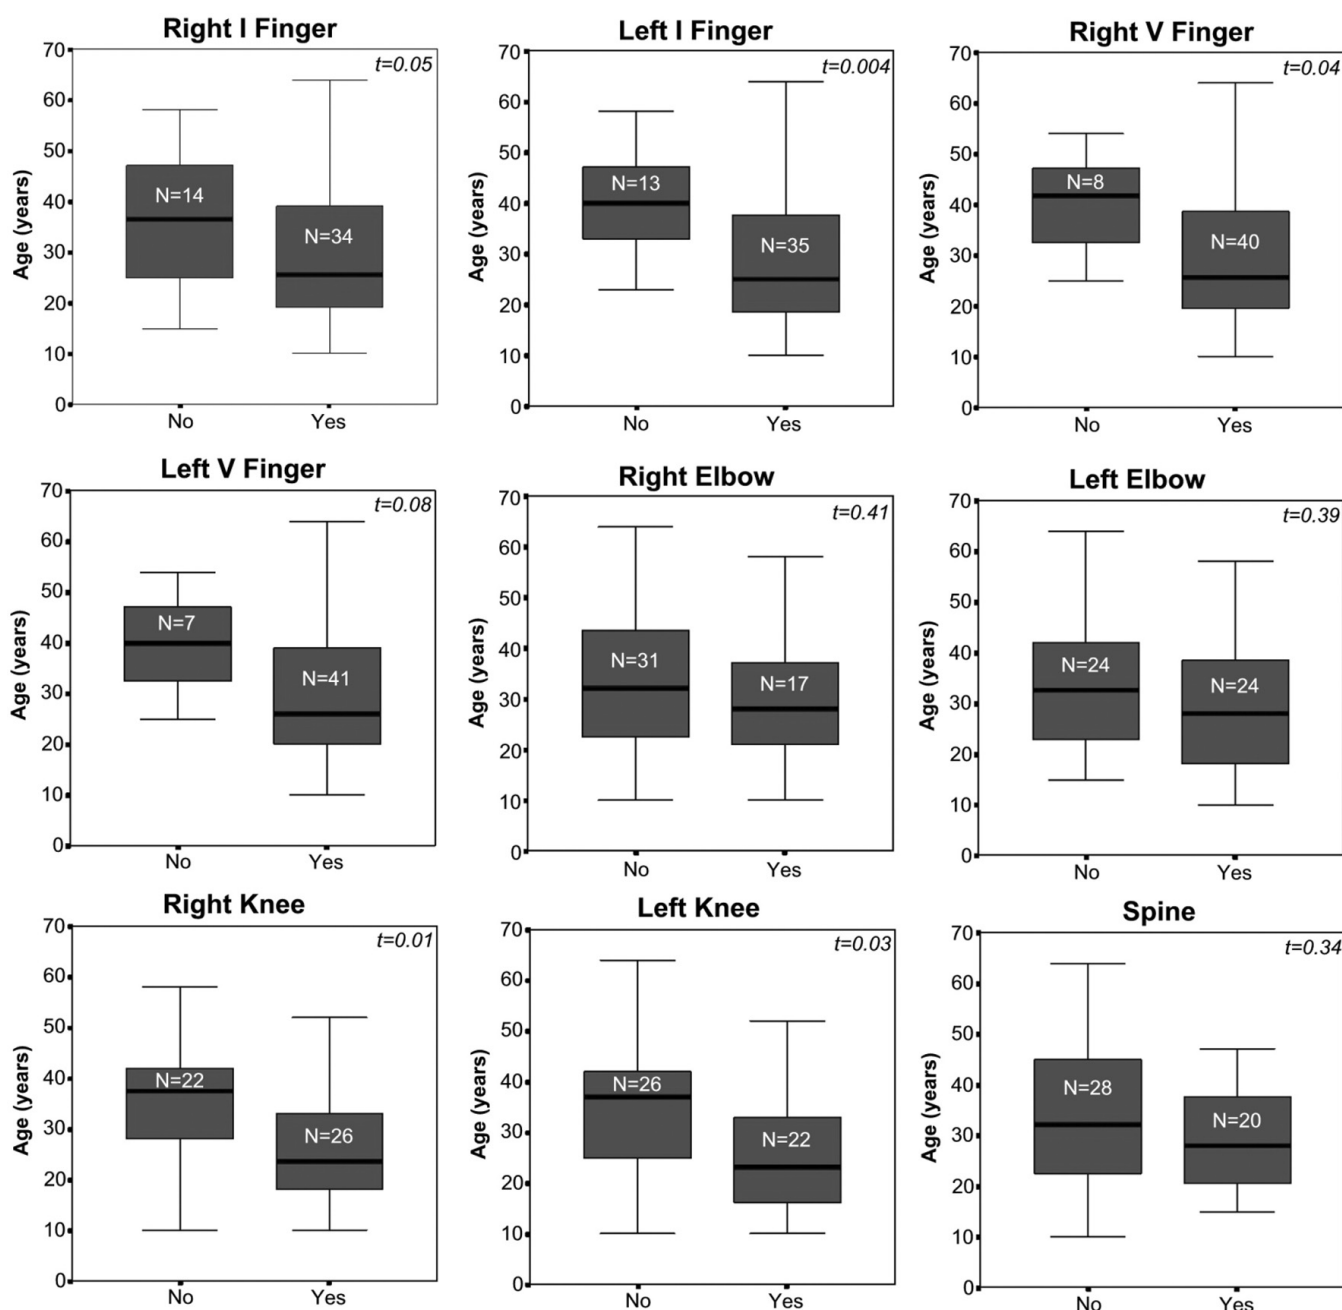 Right I Finger
t=0.05
Age (years)
70
60
50
40
30
20
10
0
N=14
N=34
No
Yes
Left I Finger
t=0.004
Age (years)
70
60
50
40
30
20
10
0
N=13
N=35
No
Yes
Right V Finger
t=0.04
Age (years)
70
60
50
40
30
20
10
0
N=8
N=40
No
Yes
Left V Finger
t=0.08
Age (years)
70
60
50
40
30
20
10
0
N=7
N=41
No
Yes
Right Elbow
t=0.41
Age (years)
70
60
50
40
30
20
10
0
N=31
N=17
No
Yes
Left Elbow
t=0.39
Age (years)
70
60
50
40
30
20
10
0
N=24
N=24
No
Yes
Right Knee
t=0.01
Age (years)
70
60
50
40
30
20
10
0
N=22
N=26
No
Yes
Left Knee
t=0.03
Age (years)
70
60
50
40
30
20
10
0
N=26
N=22
No
Yes
Spine
t=0.34
Age (years)
70
60
50
40
30
20
10
0
N=28
N=20
No
Yes